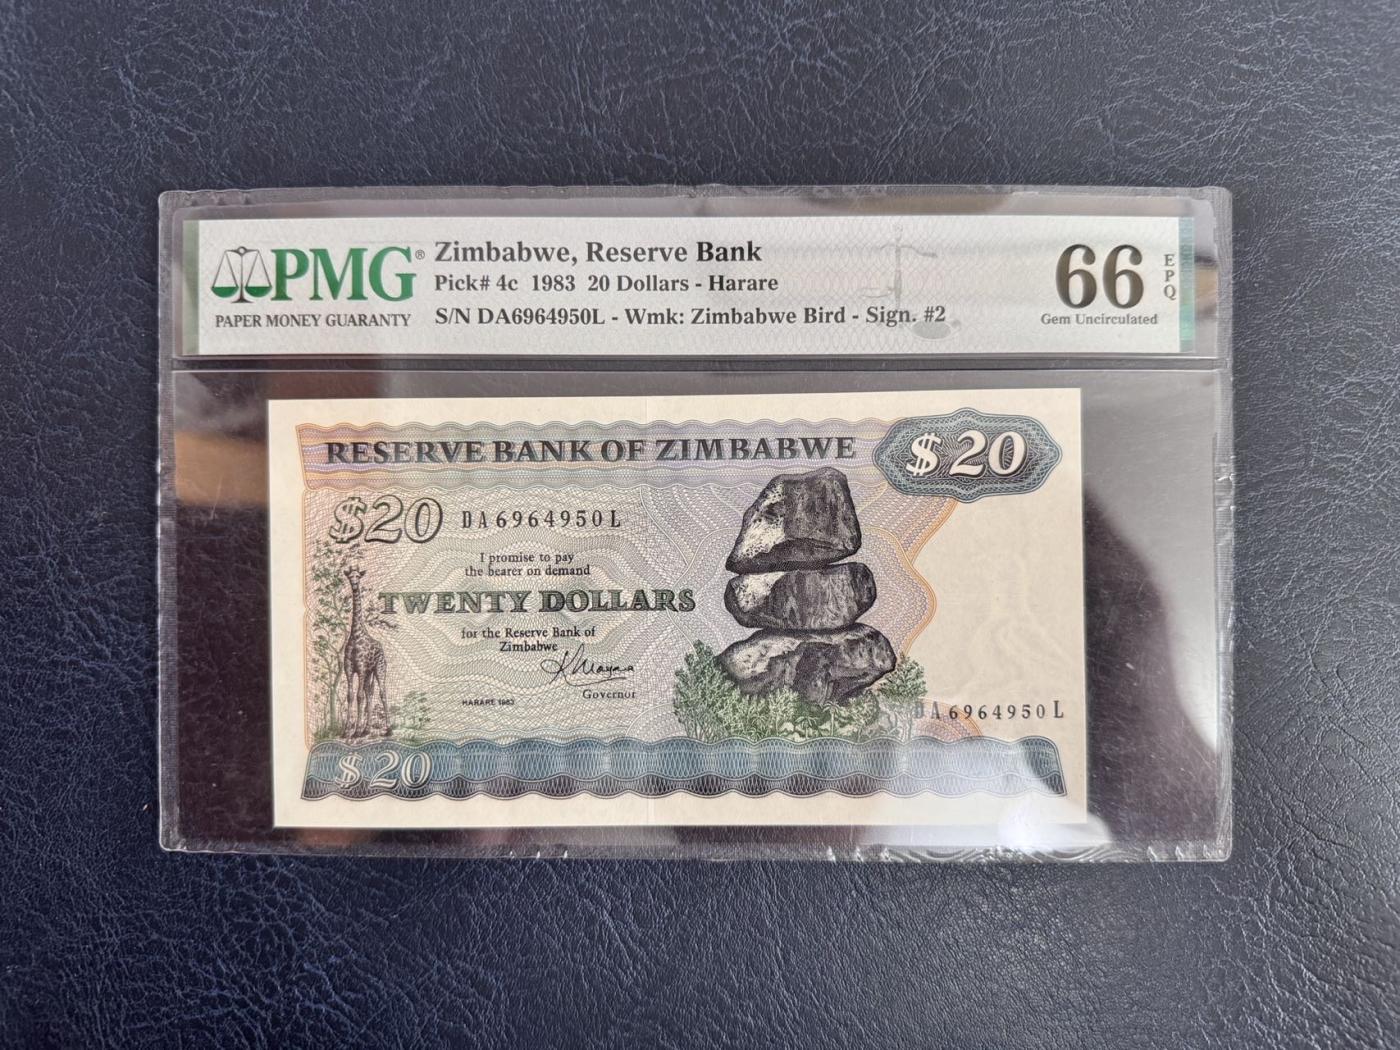 PMG®
PAPER MONEY GUARANTY
Zimbabwe, Reserve Bank
Pick# 4c 1983 20 Dollars - Harare
S/N DA6964950L - Wmk: Zimbabwe Bird - Sign. #2
66
EPQ
Gem Uncirculated
RESERVE BANK OF ZIMBABWE
$20
$20
DA6964950L
I promise to pay
the bearer on demand
TWENTY DOLLARS
for the Reserve Bank of
Zimbabwe
Governor
HARARE 1983
DA6964950L
$20